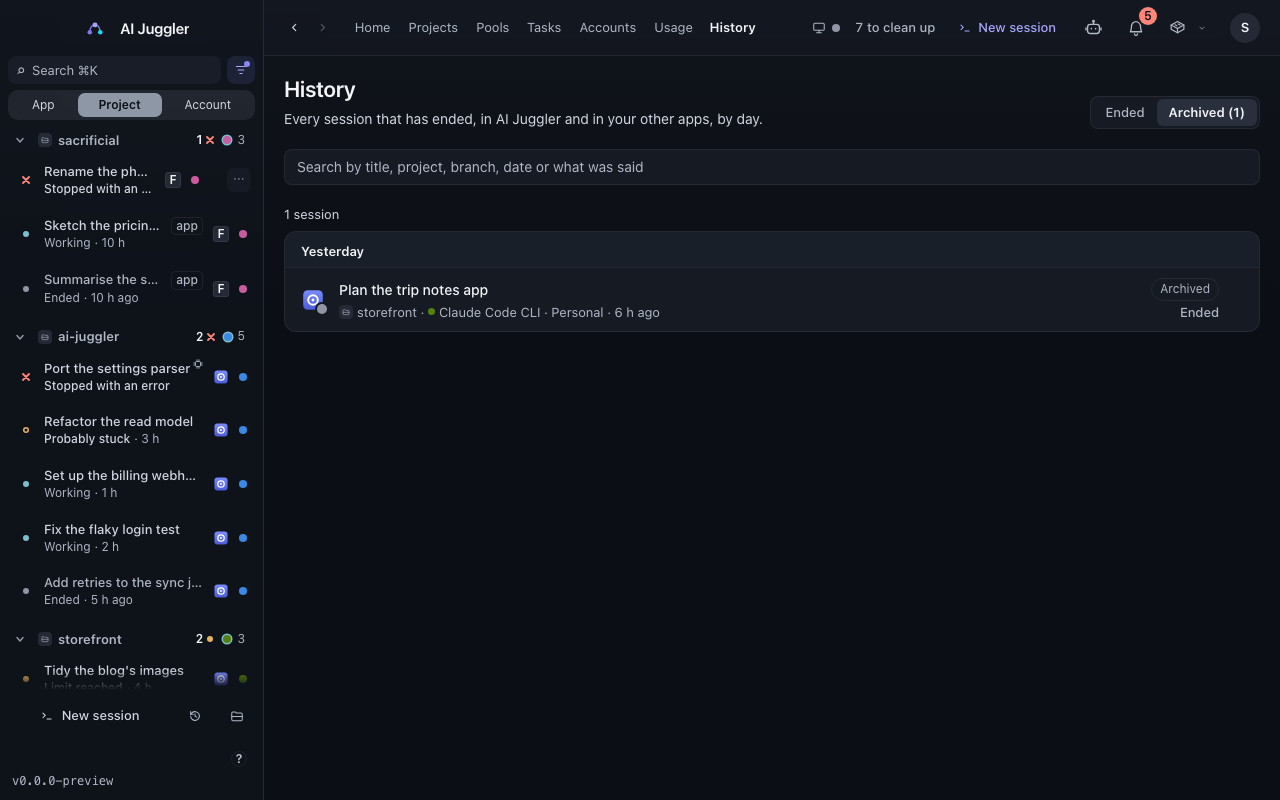 AI Juggler
Search ⌘K
App
Project
Account
sacrificial
1
3
Rename the ph...
Stopped with an ...
F
Sketch the pricin...
app
Working · 10 h
F
Summarise the s...
app
Ended · 10 h ago
F
ai-juggler
2
5
Port the settings parser
Stopped with an error
Refactor the read model
Probably stuck · 3 h
Set up the billing webh...
Working · 1 h
Fix the flaky login test
Working · 2 h
Add retries to the sync j...
Ended · 5 h ago
storefront
2
3
Tidy the blog's images
Limit reached · 4 h
New session
?
v0.0.0-preview
Home
Projects
Pools
Tasks
Accounts
Usage
History
7 to clean up
New session
5
S
History
Every session that has ended, in AI Juggler and in your other apps, by day.
Ended
Archived (1)
Search by title, project, branch, date or what was said
1 session
Yesterday
Plan the trip notes app
Archived
storefront · Claude Code CLI · Personal · 6 h ago
Ended